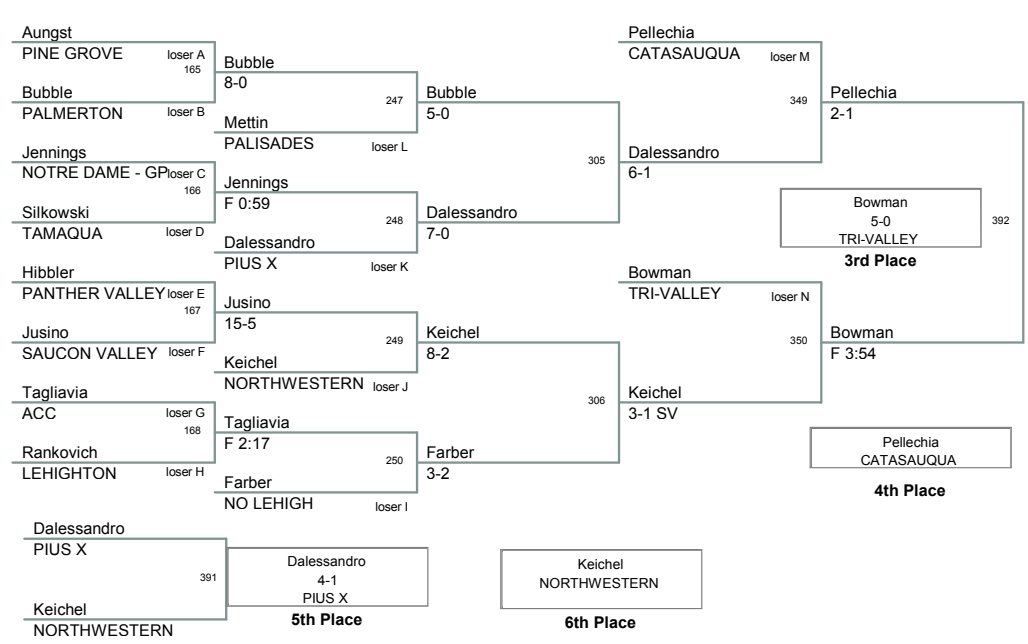 Aungst
PINE GROVE loser A
165
Bubble
PALMERTON loser B
Jennings
NOTRE DAME - GP loser C
166
Silkowski
TAMAQUA loser D
Hibbler
PANTHER VALLEY loser E
167
Jusino
SAUCON VALLEY loser F
Tagliavia
ACC loser G
168
Rankovich
LEHIGHTON loser H
Bubble
8-0
247
Mettin
PALISADES loser L
Jennings
F 0:59
248
Dalessandro
PIUS X loser K
Jusino
15-5
249
Keichel
NORTHWESTERN loser J
Tagliavia
F 2:17
250
Farber
NO LEHIGH loser I
Bubble
5-0
305
Dalessandro
7-0
Keichel
8-2
306
Farber
3-2
Pellechia
CATASAUQUA loser M
349
Dalessandro
6-1
Bowman
TRI-VALLEY loser N
350
Keichel
3-1 SV
Pellechia
2-1
392
Bowman
F 3:54
Bowman
5-0
TRI-VALLEY
3rd Place
Pellechia
CATASAUQUA
4th Place
Dalessandro
PIUS X
391
Keichel
NORTHWESTERN
Dalessandro
4-1
PIUS X
5th Place
Keichel
NORTHWESTERN
6th Place